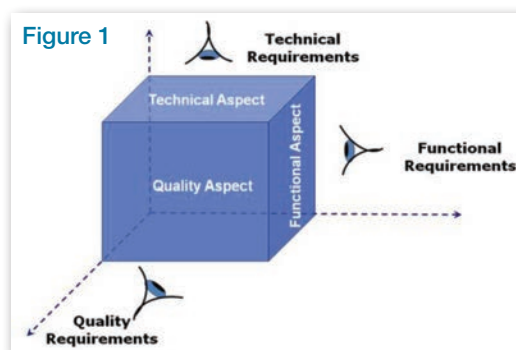 Figure 1
Technical
Requirements
Technical Aspect
Functional Aspect
Functional
Requirements
Quality Aspect
Quality
Requirements